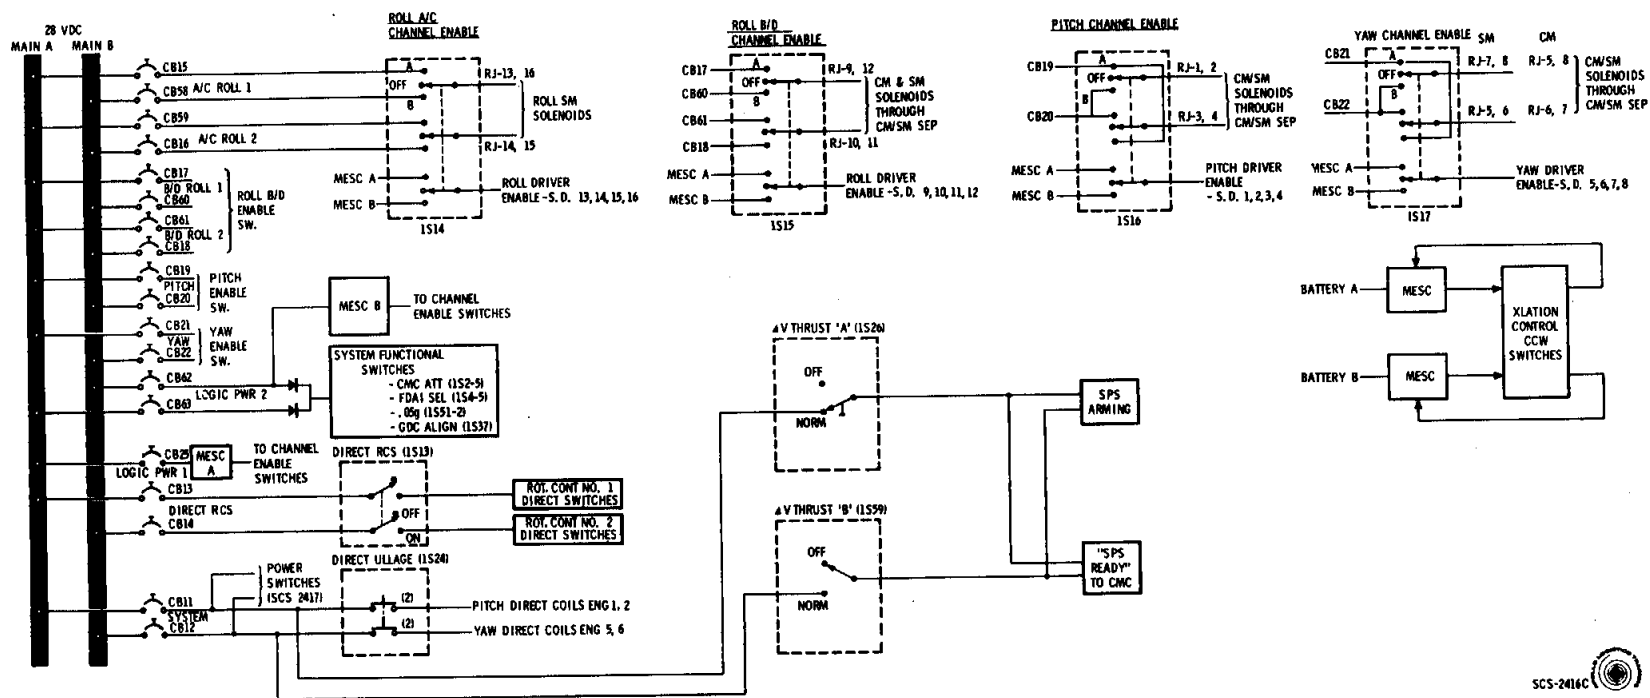 28 VDC
MAIN A MAIN B
CB15
CB58 A/C ROLL 1
CB59
CB16 A/C ROLL 2
CB17
B/D ROLL 1
CB60
CB61
B/D ROLL 2
CB18
ROLL B/D
ENABLE
SW.
CB19
PITCH
CB20
PITCH
ENABLE
SW.
CB21
YAW
CB22
YAW
ENABLE
SW.
CB62
LOGIC PWR 2
CB63
CB25
LOGIC PWR 1
MESC
A
TO CHANNEL
ENABLE
SWITCHES
CB13
DIRECT RCS
CB14
CB11
SYSTEM
CB12
POWER
SWITCHES
(SCS 2417)
ROLL A/C
CHANNEL ENABLE
A
OFF
B
RJ-13, 16
ROLL SM
SOLENOIDS
RJ-14, 15
MESC A
MESC B
ROLL DRIVER
ENABLE-S.D. 13,14,15,16
1S14
MESC B
TO CHANNEL
ENABLE SWITCHES
SYSTEM FUNCTIONAL
SWITCHES
- CMC ATT (1S2-5)
- FDAI SEL (1S4-5)
- .05g (1S51-2)
- GDC ALIGN (1S37)
DIRECT RCS (1S13)
OFF
ON
ROT. CONT NO. 1
DIRECT SWITCHES
ROT. CONT NO. 2
DIRECT SWITCHES
DIRECT ULLAGE (1S24)
(2)
(2)
PITCH DIRECT COILS ENG 1, 2
YAW DIRECT COILS ENG 5, 6
ROLL B/D
CHANNEL ENABLE
CB17
CB60
CB61
CB18
A
OFF
B
RJ-9, 12
CM & SM
SOLENOIDS
THROUGH
CM/SM SEP
RJ-10, 11
MESC A
MESC B
ROLL DRIVER
ENABLE-S.D. 9,10,11,12
1S15
ΔV THRUST 'A' (1S26)
OFF
NORM
ΔV THRUST 'B' (1S59)
OFF
NORM
SPS
ARMING
"SPS
READY"
TO CMC
PITCH CHANNEL ENABLE
CB19
CB20
A
OFF
B
RJ-1, 2
CM/SM
SOLENOIDS
THROUGH
CM/SM SEP
RJ-3, 4
MESC A
MESC B
PITCH DRIVER
ENABLE
- S.D. 1,2,3,4
1S16
YAW CHANNEL ENABLE SM CM
CB21
CB22
A
OFF
B
RJ-7, 8 RJ-5, 8
CM/SM
SOLENOIDS
THROUGH
CM/SM SEP
RJ-5, 6 RJ-6, 7
MESC A
MESC B
YAW DRIVER
ENABLE-S.D. 5,6,7,8
1S17
BATTERY A
MESC
XLATION
CONTROL
CCW
SWITCHES
BATTERY B
MESC
SCS-2416C